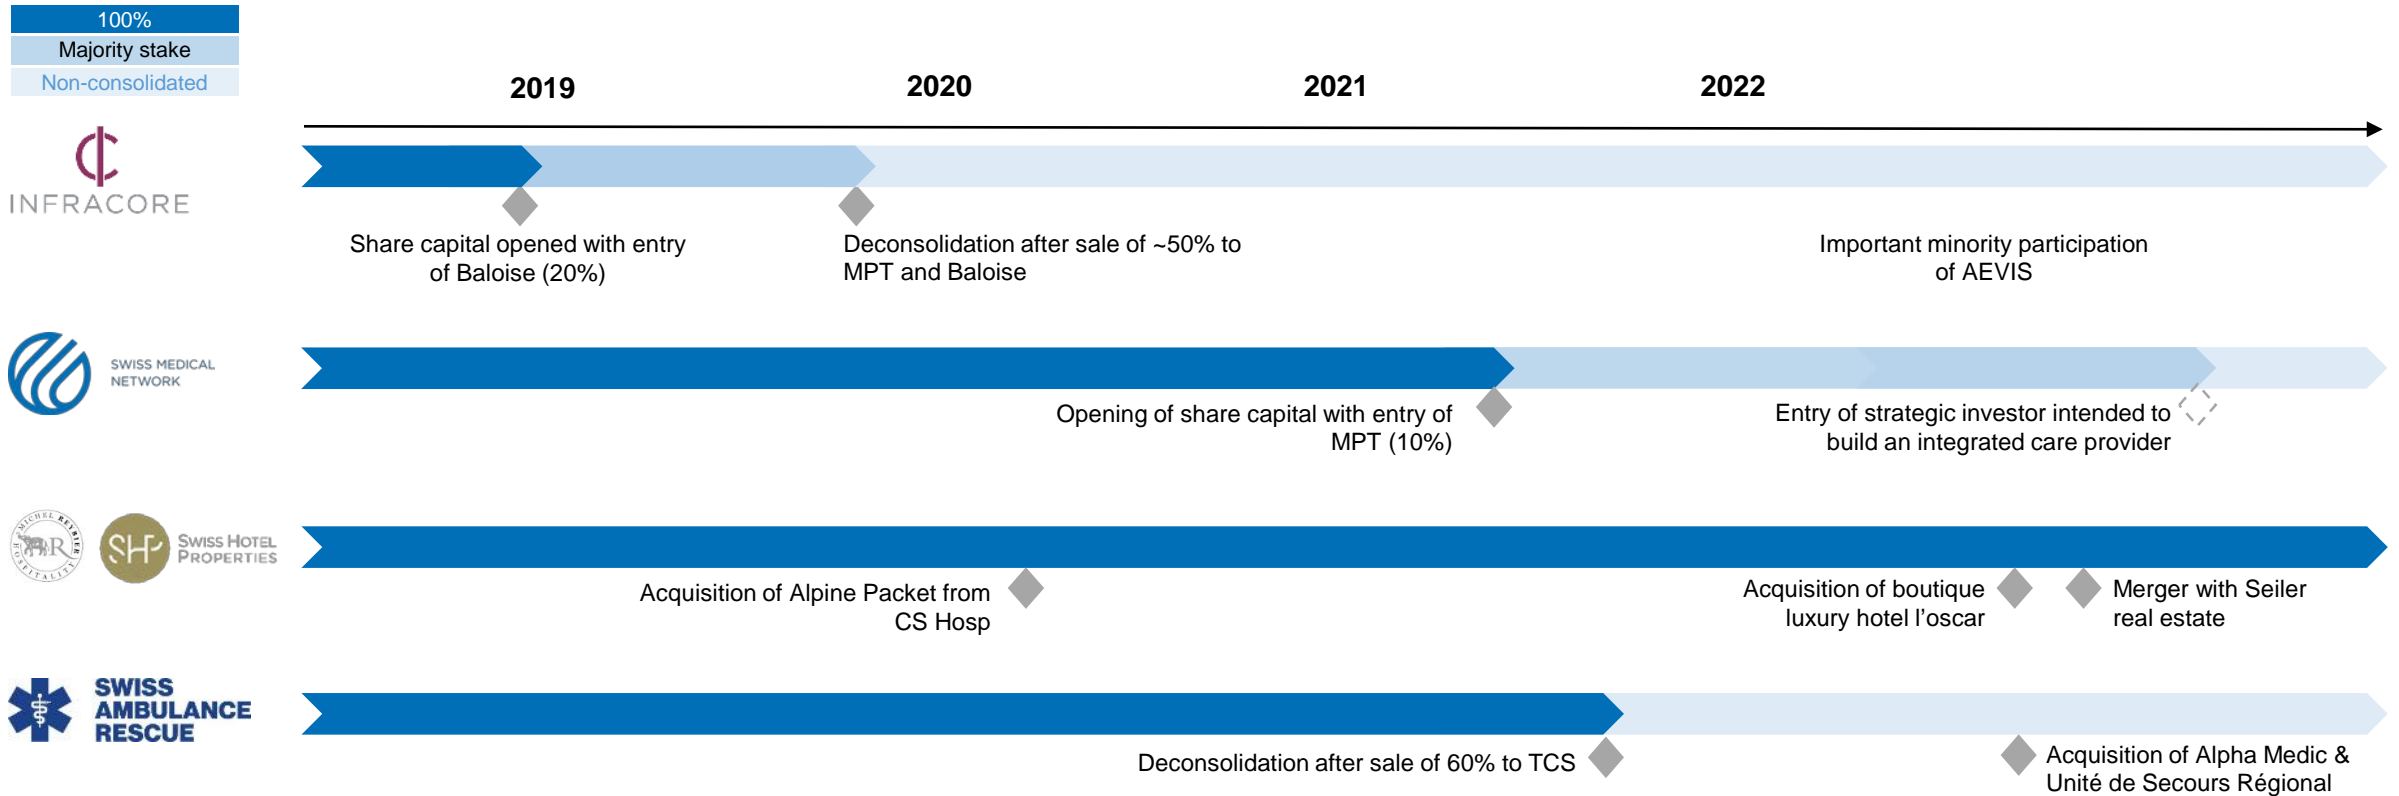 100%
Majority stake
Non-consolidated
2019
2020
2021
2022
INFRACORE
Share capital opened with entry
of Baloise (20%)
Deconsolidation after sale of ~50% to
MPT and Baloise
Important minority participation
of AEVIS
SWISS MEDICAL
NETWORK
Opening of share capital with entry of
MPT (10%)
Entry of strategic investor intended to
build an integrated care provider
MICHEL REYBIER
HOSPITALITY
R
SHP
SWISS HOTEL
PROPERTIES
Acquisition of Alpine Packet from
CS Hosp
Acquisition of boutique
luxury hotel l’oscar
Merger with Seiler
real estate
SWISS
AMBULANCE
RESCUE
Deconsolidation after sale of 60% to TCS
Acquisition of Alpha Medic &
Unité de Secours Régional